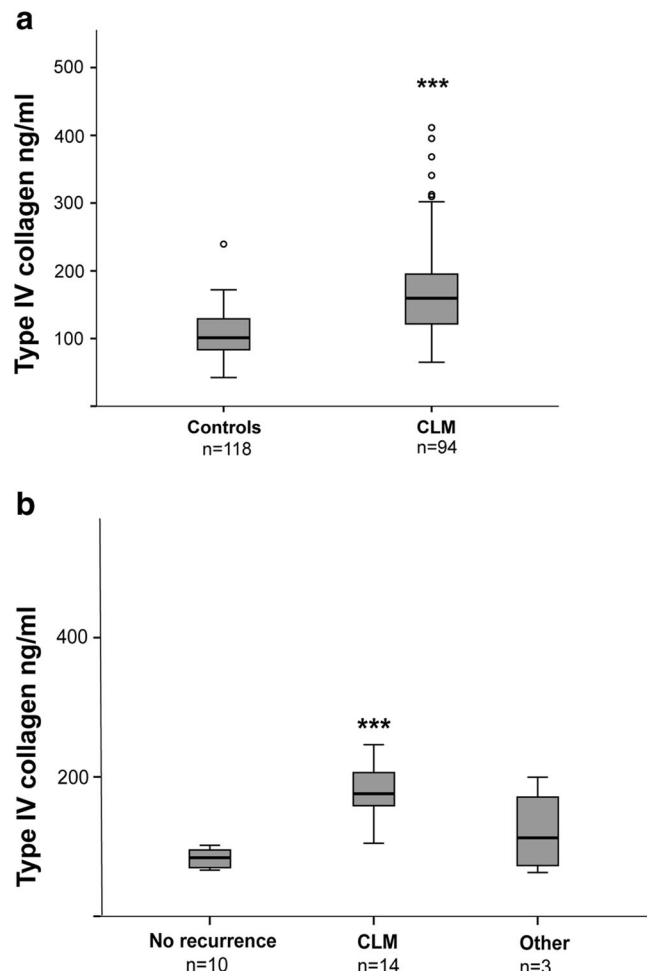 a
Type IV collagen ng/ml
500
400
300
200
100
***
Controls
n=118
CLM
n=94
b
Type IV collagen ng/ml
400
200
***
No recurrence
n=10
CLM
n=14
Other
n=3